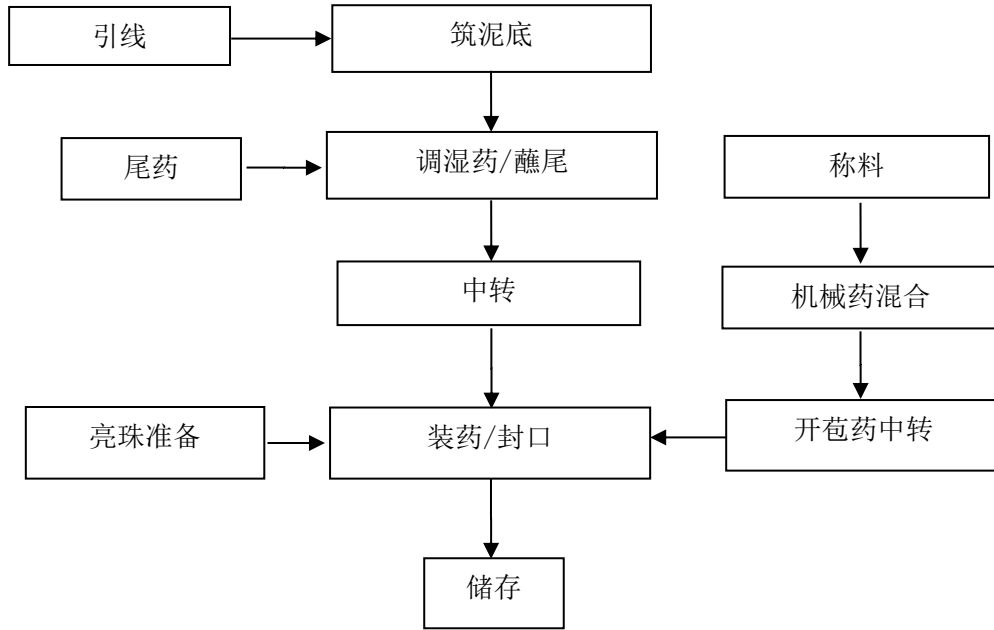 引线
筑泥底
尾药
调湿药/蘸尾
称料
中转
机械药混合
亮珠准备
装药/封口
开苞药中转
储存